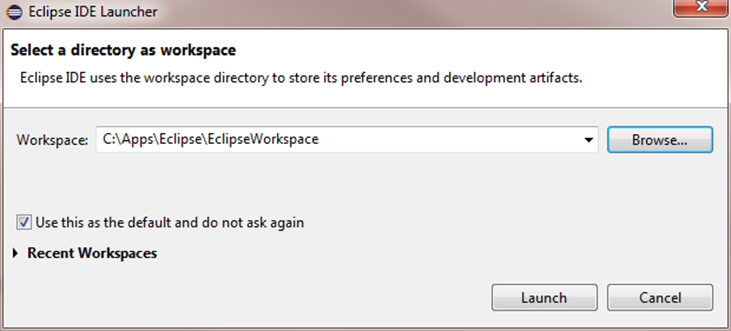 Eclipse IDE Launcher
Select a directory as workspace
Eclipse IDE uses the workspace directory to store its preferences and development artifacts.
Workspace: C:\Apps\Eclipse\EclipseWorkspace Browse...
Use this as the default and do not ask again
Recent Workspaces
Launch Cancel